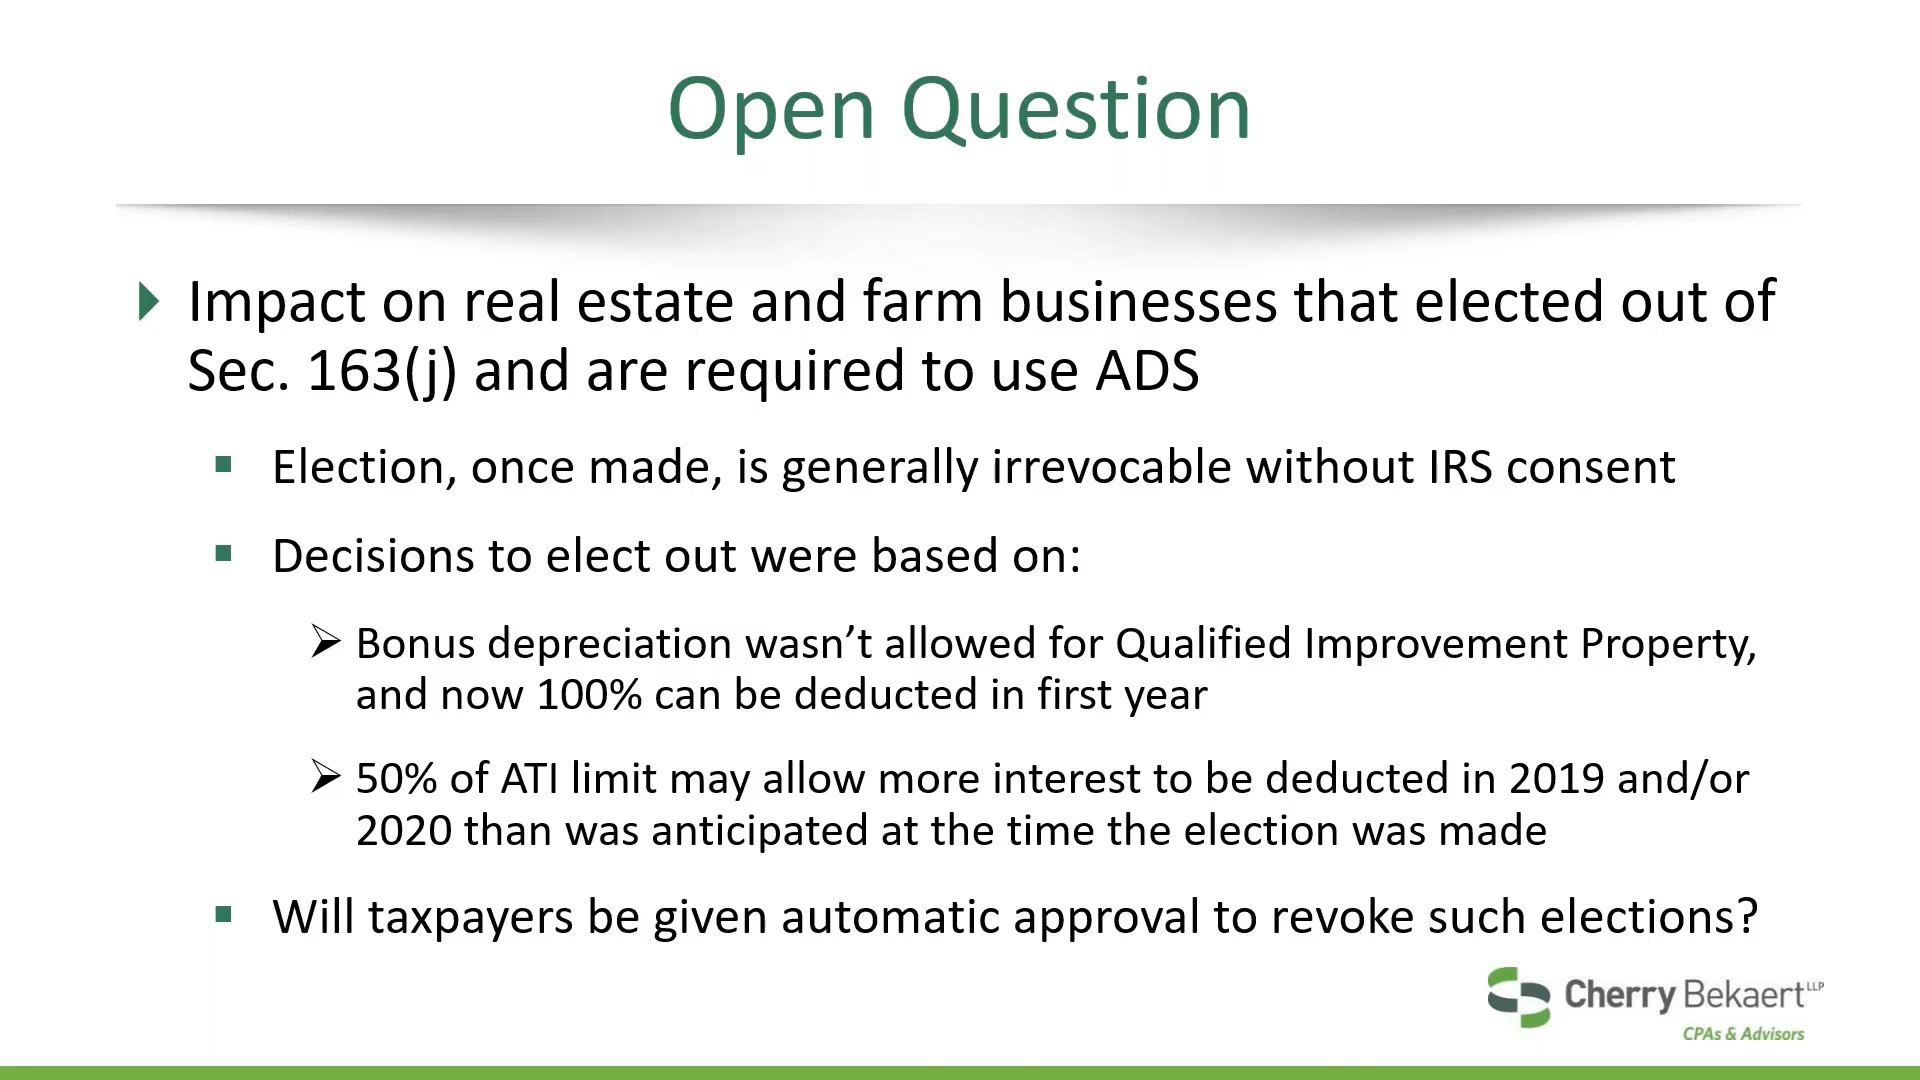 Open Question
Impact on real estate and farm businesses that elected out of
Sec. 163(j) and are required to use ADS
Election, once made, is generally irrevocable without IRS consent
Decisions to elect out were based on:
Bonus depreciation wasn’t allowed for Qualified Improvement Property,
and now 100% can be deducted in first year
50% of ATI limit may allow more interest to be deducted in 2019 and/or
2020 than was anticipated at the time the election was made
Will taxpayers be given automatic approval to revoke such elections?
Cherry Bekaert LLP
CPAs & Advisors